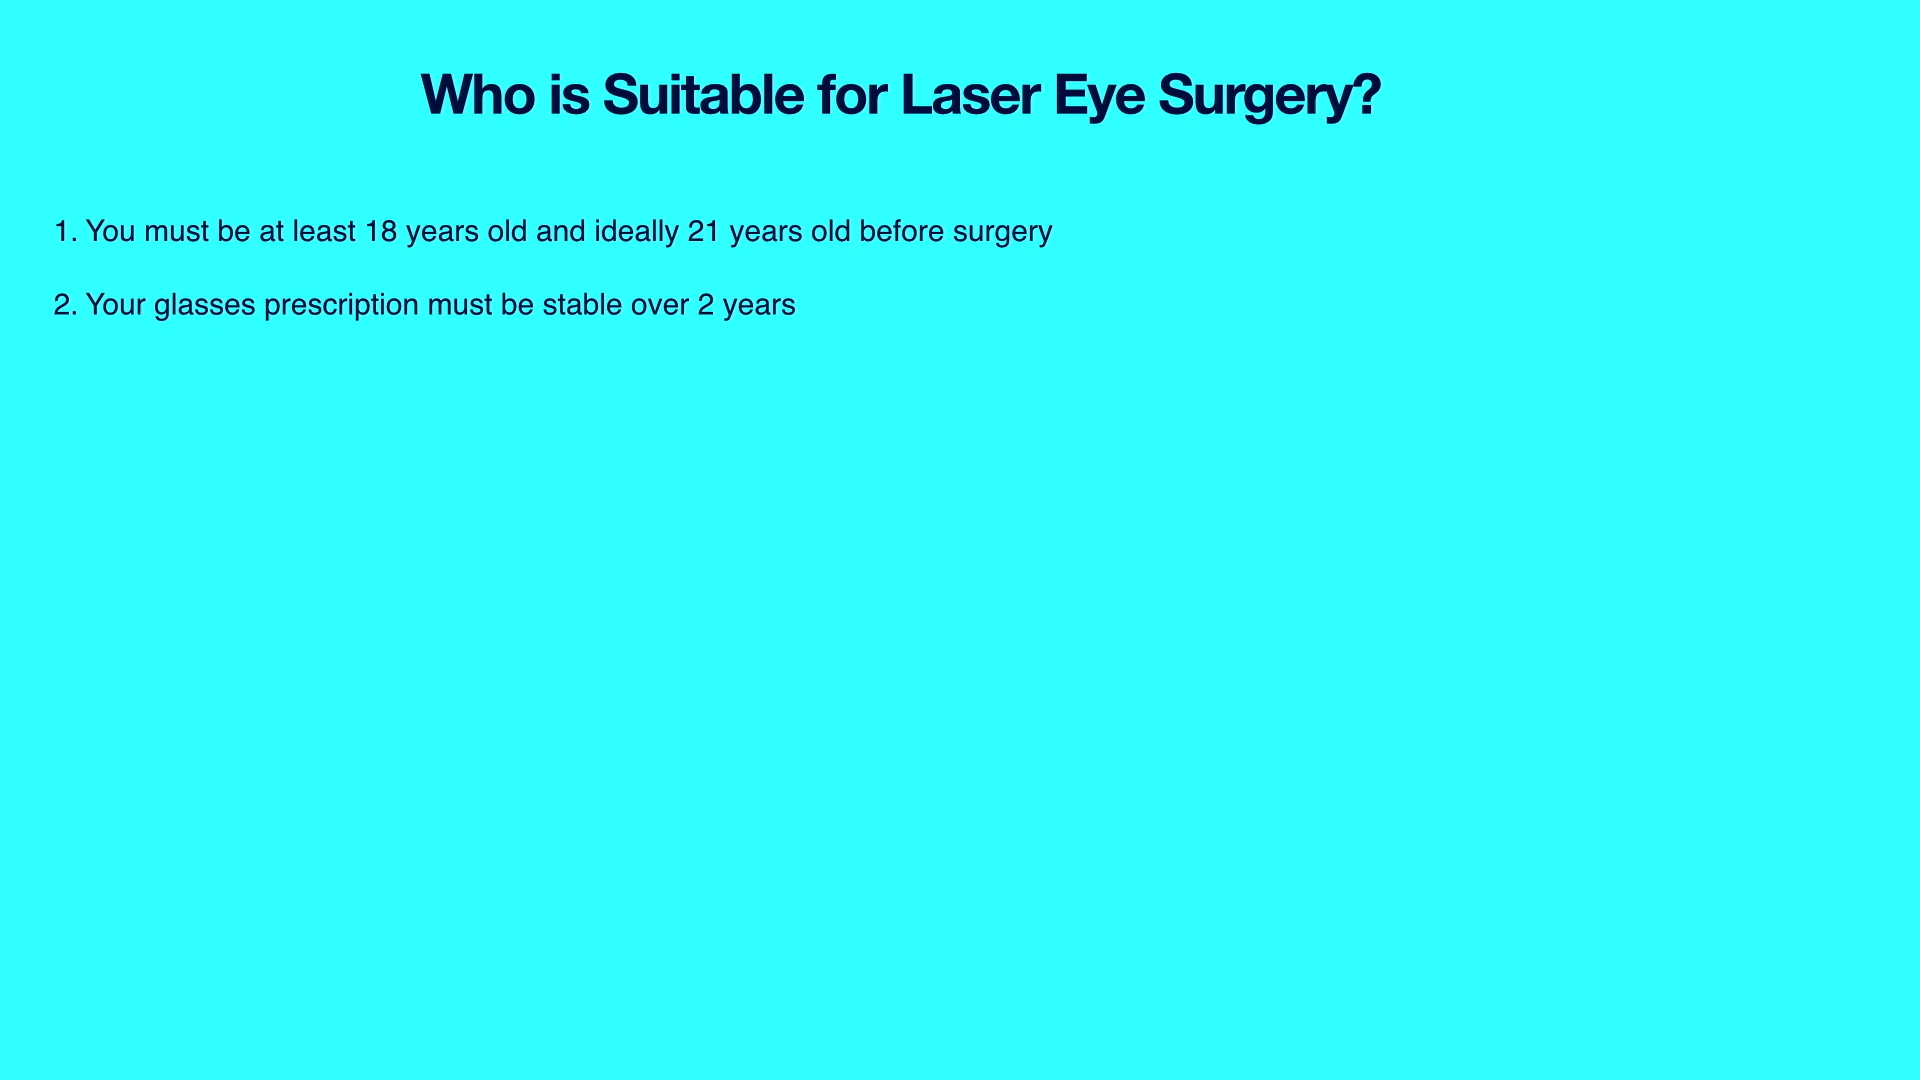 Who is Suitable for Laser Eye Surgery?
1. You must be at least 18 years old and ideally 21 years old before surgery
2. Your glasses prescription must be stable over 2 years